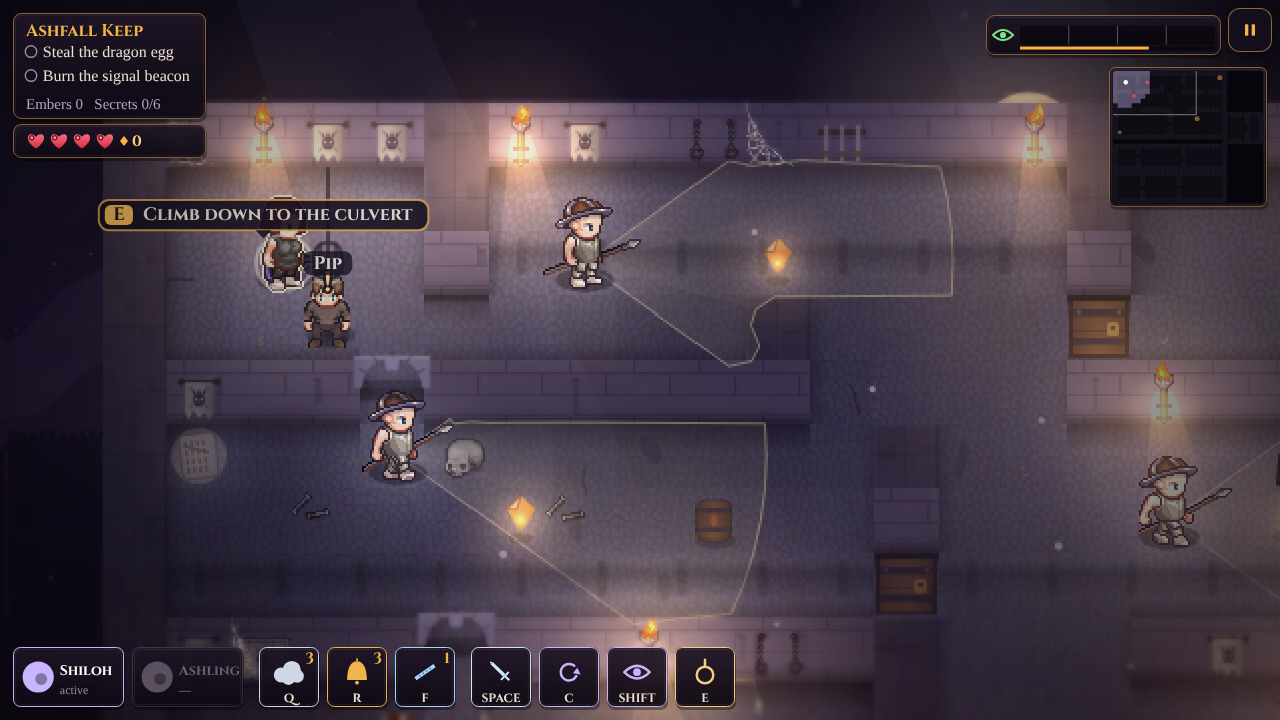 ASHFALL KEEP
Steal the dragon egg
Burn the signal beacon
Embers 0 Secrets 0/6
0
E CLIMB DOWN TO THE CULVERT
PIP
SHILOH
active
ASHLING
—
3
Q
3
R
1
F
SPACE
C
SHIFT
E